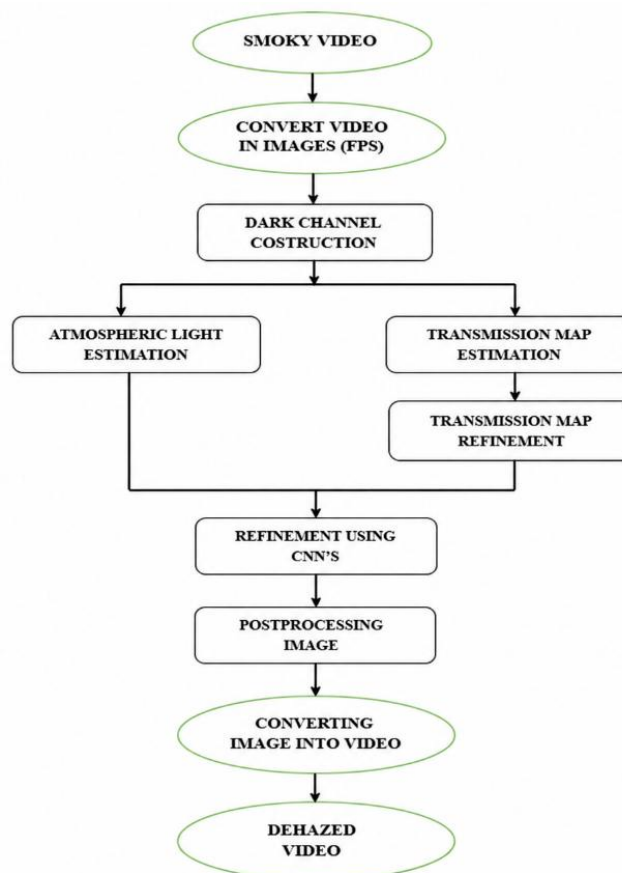 SMOKY VIDEO
CONVERT VIDEO
IN IMAGES (FPS)
DARK CHANNEL
COSTRUCTION
ATMOSPHERIC LIGHT
ESTIMATION
TRANSMISSION MAP
ESTIMATION
TRANSMISSION MAP
REFINEMENT
REFINEMENT USING
CNN'S
POSTPROCESSING
IMAGE
CONVERTING
IMAGE INTO VIDEO
DEHAZED
VIDEO